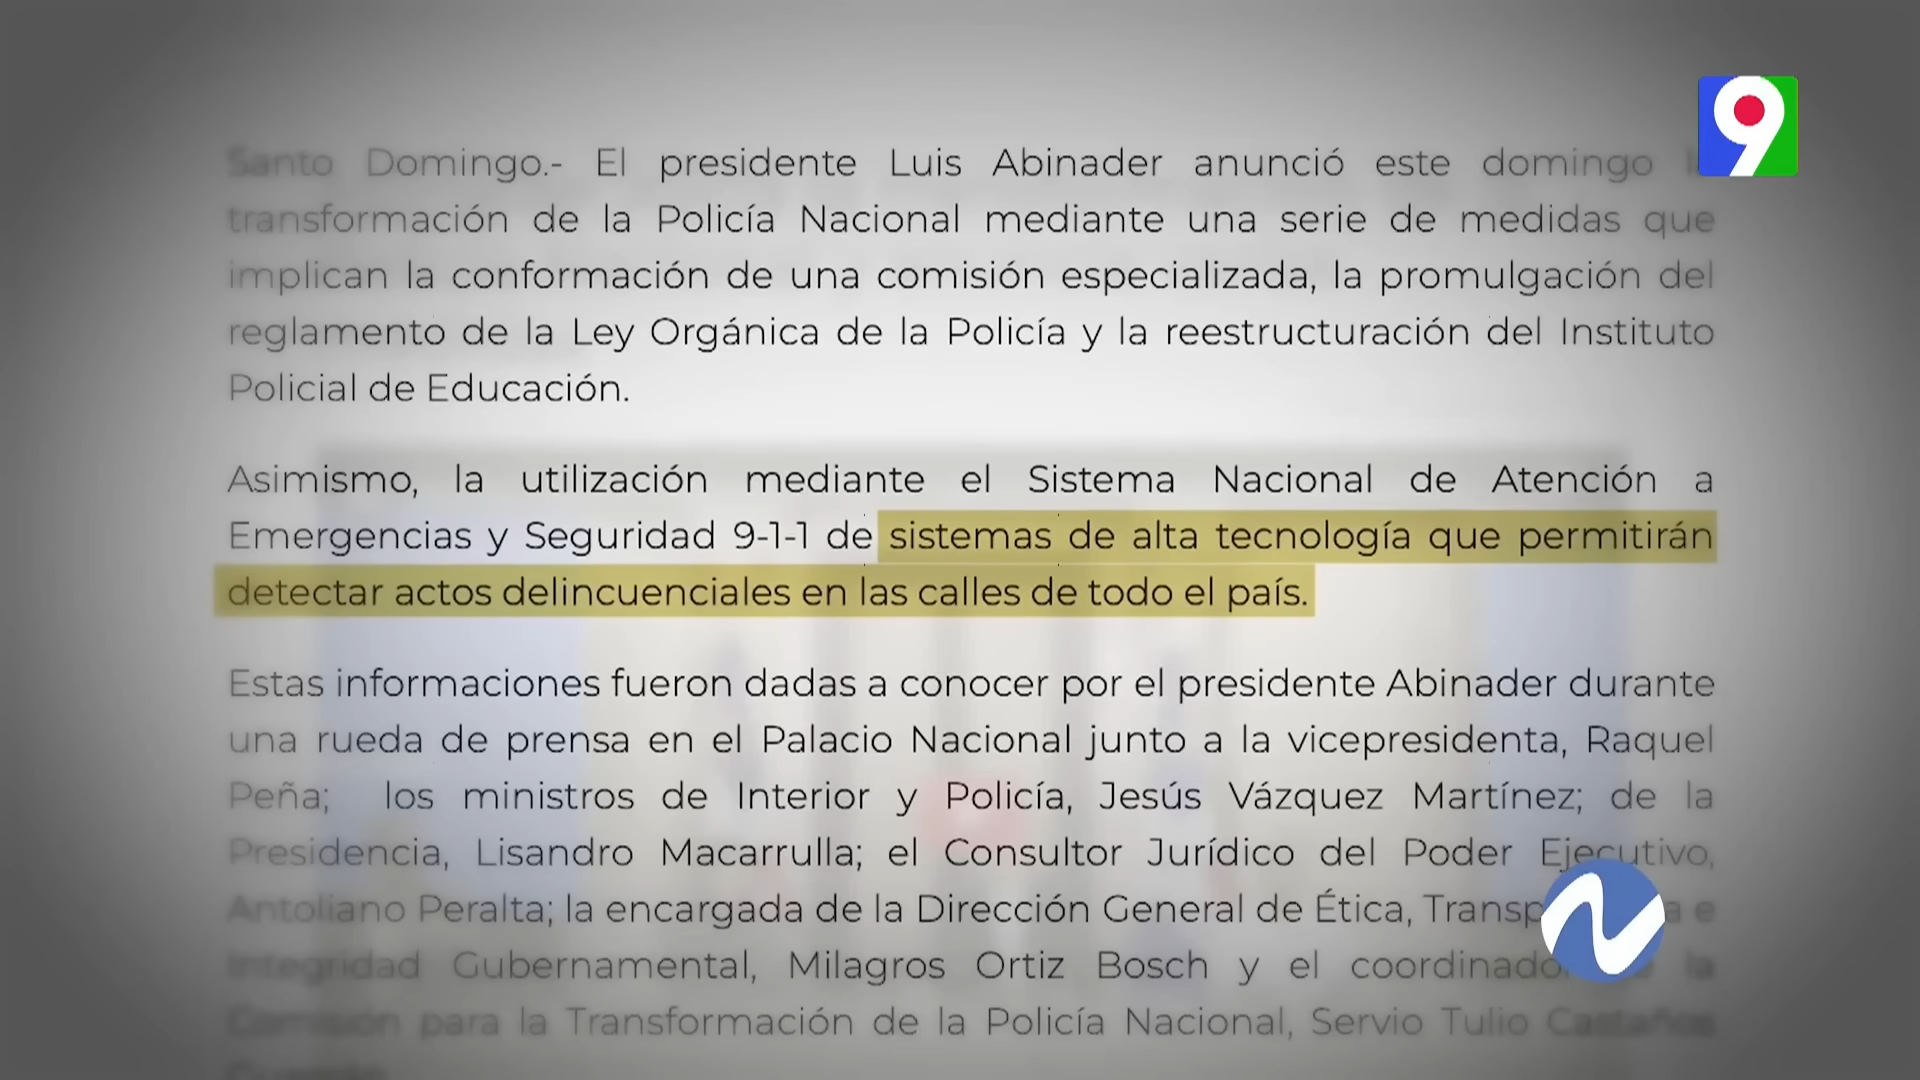 Santo Domingo.- El presidente Luis Abinader anunció este domingo
transformación de la Policía Nacional mediante una serie de medidas que
implican la conformación de una comisión especializada, la promulgación del
reglamento de la Ley Orgánica de la Policía y la reestructuración del Instituto
Policial de Educación.
Asimismo, la utilización mediante el Sistema Nacional de Atención a
Emergencias y Seguridad 9-1-1 de sistemas de alta tecnología que permitirán
detectar actos delincuenciales en las calles de todo el país.
Estas informaciones fueron dadas a conocer por el presidente Abinader durante
una rueda de prensa en el Palacio Nacional junto a la vicepresidenta, Raquel
Peña; los ministros de Interior y Policía, Jesús Vázquez Martínez; de la
Presidencia, Lisandro Macarrulla; el Consultor Jurídico del Poder Ejecutivo,
Antoliano Peralta; la encargada de la Dirección General de Ética, e
Integridad Gubernamental, Milagros Ortiz Bosch y el coordinador la
Comisión para la Transformación de la Policía Nacional, Servio Tulio Castaños
9